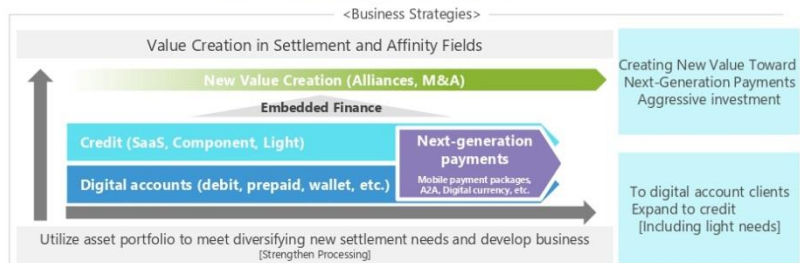 <Business Strategies>
Value Creation in Settlement and Affinity Fields
New Value Creation (Alliances, M&A)
Embedded Finance
Credit (SaaS, Component, Light)
Digital accounts (debit, prepaid, wallet, etc.)
Next-generation
payments
Mobile payment packages,
A2A, Digital currency, etc.
Utilize asset portfolio to meet diversifying new settlement needs and develop business
[Strengthen Processing]
Creating New Value Toward
Next-Generation Payments
Aggressive investment
To digital account clients
Expand to credit
[Including light needs]